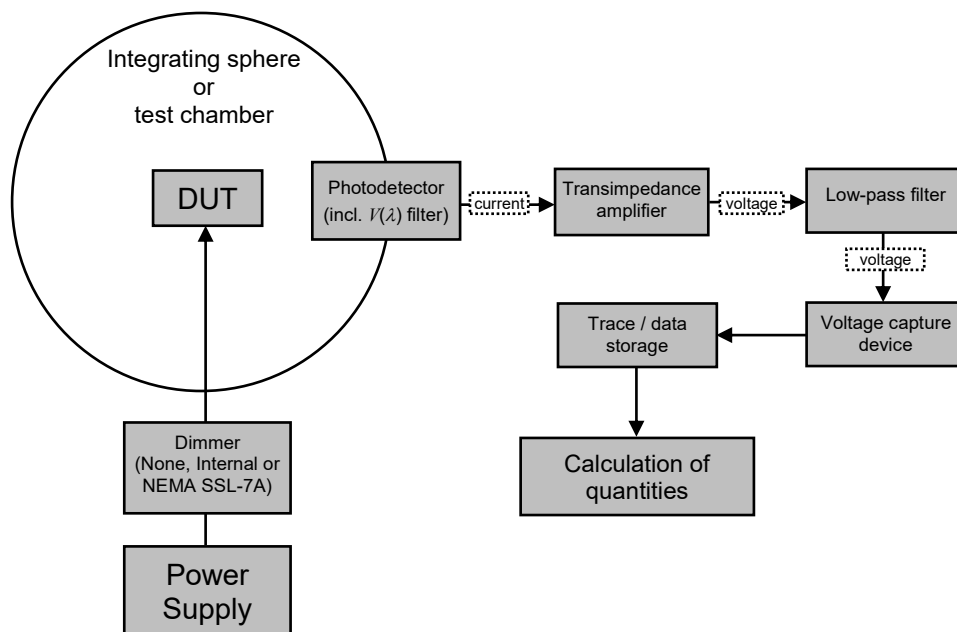 Integrating sphere
or
test chamber
DUT
Photodetector
(incl. V(λ) filter)
current
Transimpedance
amplifier
voltage
Low-pass filter
voltage
Voltage capture
device
Trace / data
storage
Calculation of
quantities
Dimmer
(None, Internal or
NEMA SSL-7A)
Power
Supply